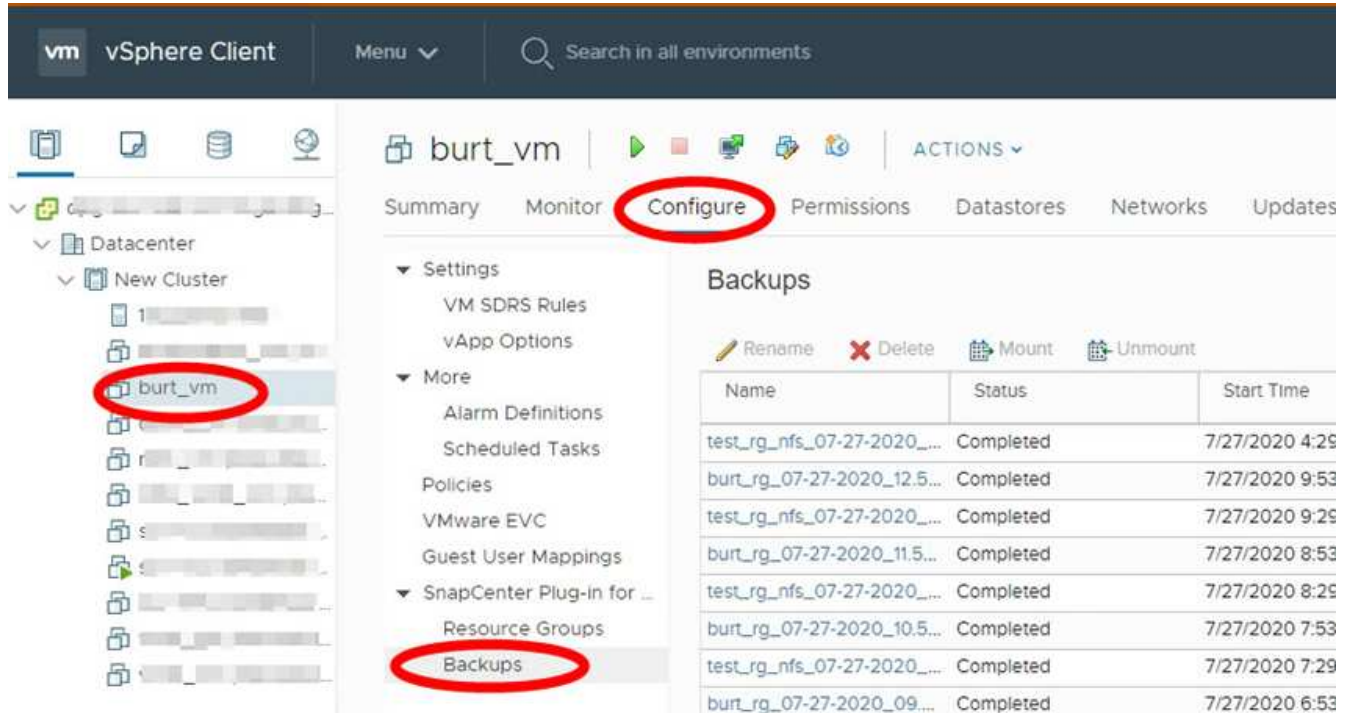 vm vSphere Client Menu Search in all environments
burt_vm ACTIONS
Summary Monitor Configure Permissions Datastores Networks Updates
Datacenter
New Cluster
burt_vm
Settings
VM SDRS Rules
vApp Options
More
Alarm Definitions
Scheduled Tasks
Policies
VMware EVC
Guest User Mappings
SnapCenter Plug-in for ...
Resource Groups
Backups
Backups
Rename Delete Mount Unmount
Name Status Start Time
test_rg_nfs_07-27-2020_... Completed 7/27/2020 4:29
burt_rg_07-27-2020_12.5... Completed 7/27/2020 9:53
test_rg_nfs_07-27-2020_... Completed 7/27/2020 9:29
burt_rg_07-27-2020_11.5... Completed 7/27/2020 8:53
test_rg_nfs_07-27-2020_... Completed 7/27/2020 8:29
burt_rg_07-27-2020_10.5... Completed 7/27/2020 7:53
test_rg_nfs_07-27-2020_... Completed 7/27/2020 7:29
burt_rg_07-27-2020_09.... Completed 7/27/2020 6:53